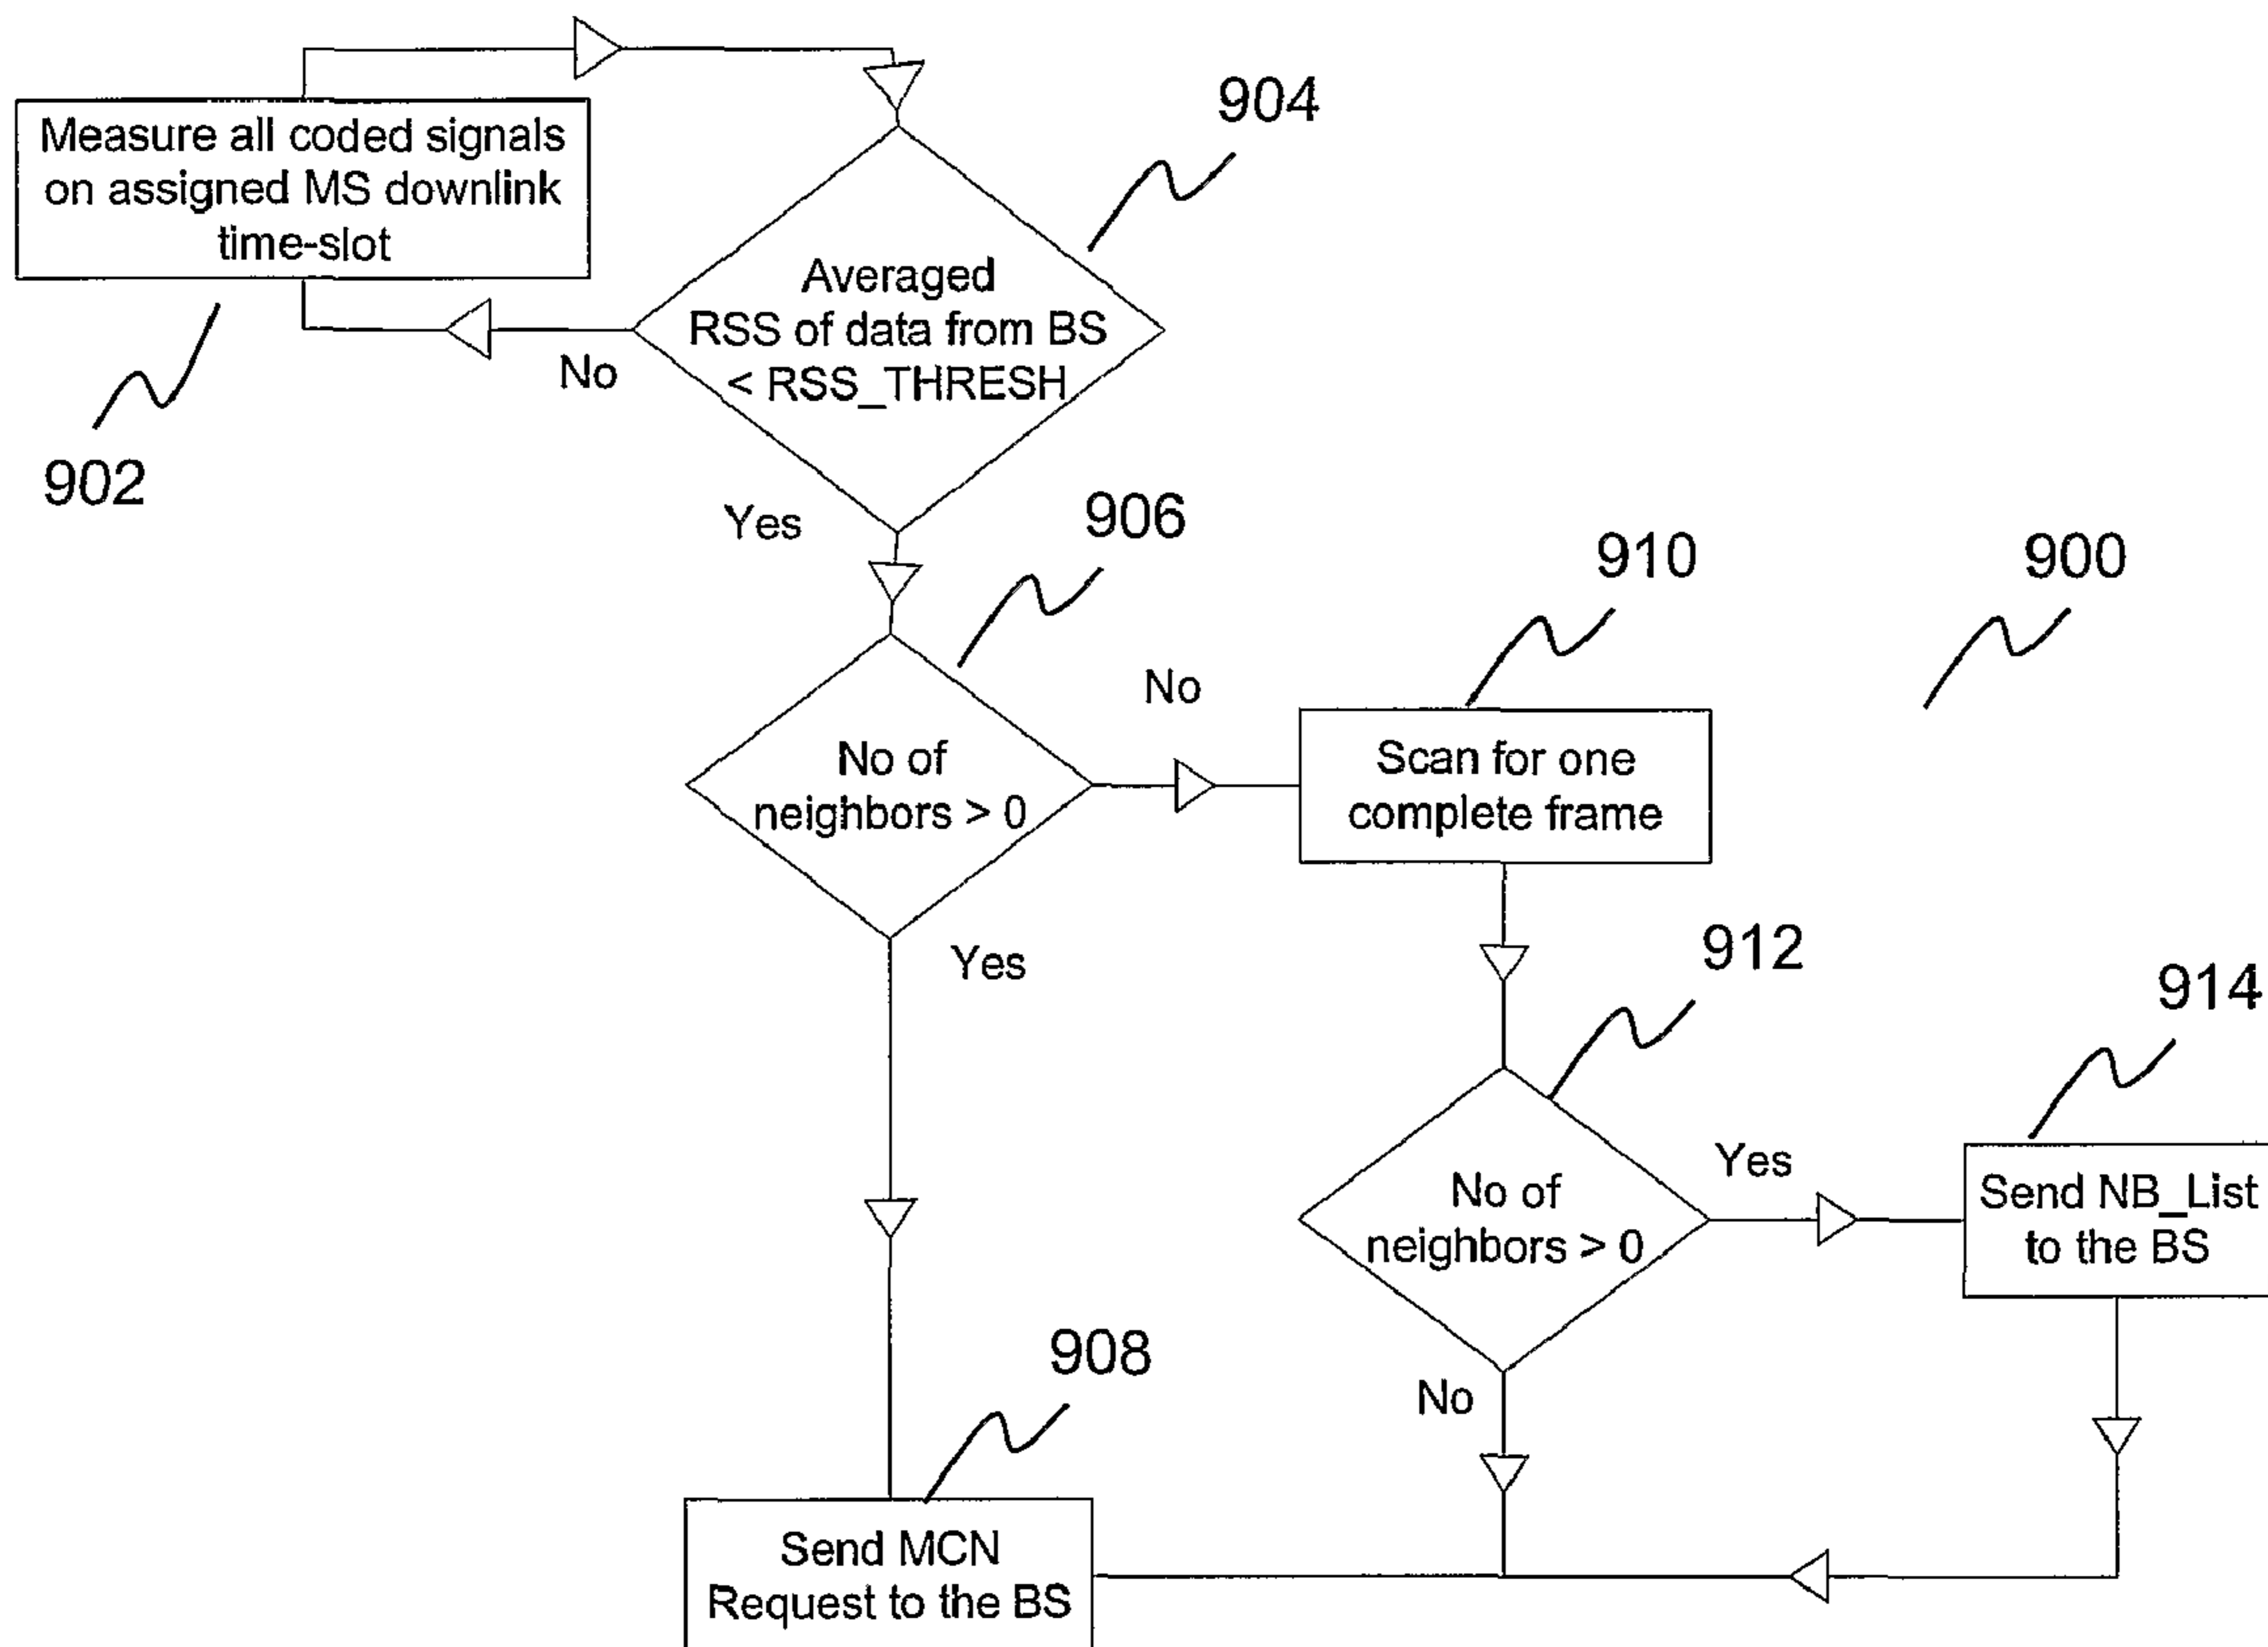 904
Measure all coded signals
on assigned MS downlink
time-slot
Averaged
RSS of data from BS
< RSS_THRESH
No
902
Yes
906
910
900
No
No of
neighbors > 0
Scan for one
complete frame
Yes
912
914
Yes
No of
neighbors > 0
Send NB_List
to the BS
908
No
Send MCN
Request to the BS